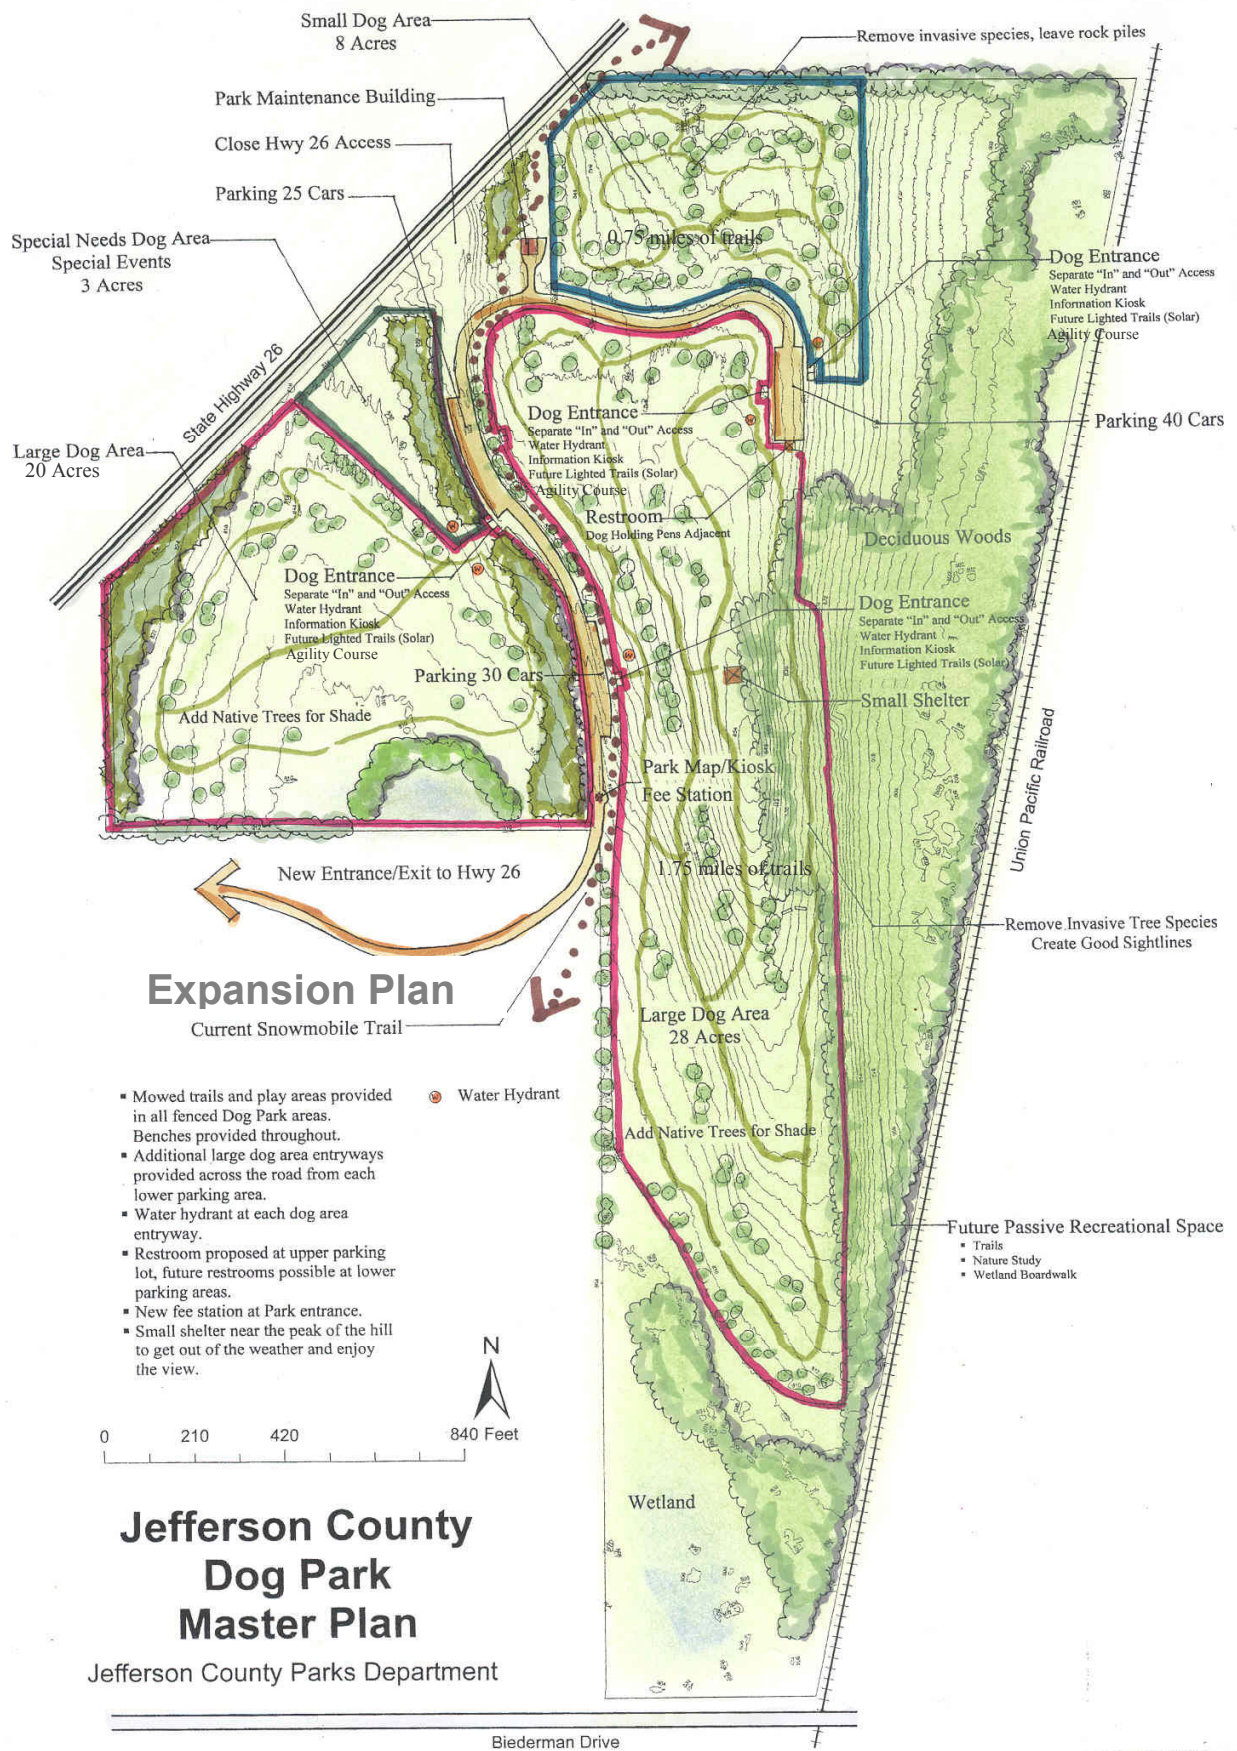 Small Dog Area
8 Acres
Remove invasive species, leave rock piles
Park Maintenance Building
Close Hwy 26 Access
Parking 25 Cars
Special Needs Dog Area
Special Events
3 Acres
0.75 miles of trails
Dog Entrance
Separate “In” and “Out” Access
Water Hydrant
Information Kiosk
Future Lighted Trails (Solar)
Agility Course
State Highway 26
Parking 40 Cars
Large Dog Area
20 Acres
Dog Entrance
Separate “In” and “Out” Access
Water Hydrant
Information Kiosk
Future Lighted Trails (Solar)
Agility Course
Restroom
Dog Holding Pens Adjacent
Deciduous Woods
Dog Entrance
Separate “In” and “Out” Access
Water Hydrant
Information Kiosk
Future Lighted Trails (Solar)
Agility Course
Dog Entrance
Separate “In” and “Out” Access
Water Hydrant
Information Kiosk
Future Lighted Trails (Solar)
Parking 30 Cars
Small Shelter
Add Native Trees for Shade
Union Pacific Railroad
Park Map/Kiosk
Fee Station
New Entrance/Exit to Hwy 26
1.75 miles of trails
Remove Invasive Tree Species
Create Good Sightlines
Expansion Plan
Current Snowmobile Trail
Large Dog Area
28 Acres
▪ Mowed trails and play areas provided
in all fenced Dog Park areas.
Benches provided throughout.
▪ Additional large dog area entryways
provided across the road from each
lower parking area.
▪ Water hydrant at each dog area
entryway.
▪ Restroom proposed at upper parking
lot, future restrooms possible at lower
parking areas.
▪ New fee station at Park entrance.
▪ Small shelter near the peak of the hill
to get out of the weather and enjoy
the view.
W Water Hydrant
Add Native Trees for Shade
Future Passive Recreational Space
▪ Trails
▪ Nature Study
▪ Wetland Boardwalk
N
0 210 420 840 Feet
Wetland
Jefferson County
Dog Park
Master Plan
Jefferson County Parks Department
Biederman Drive